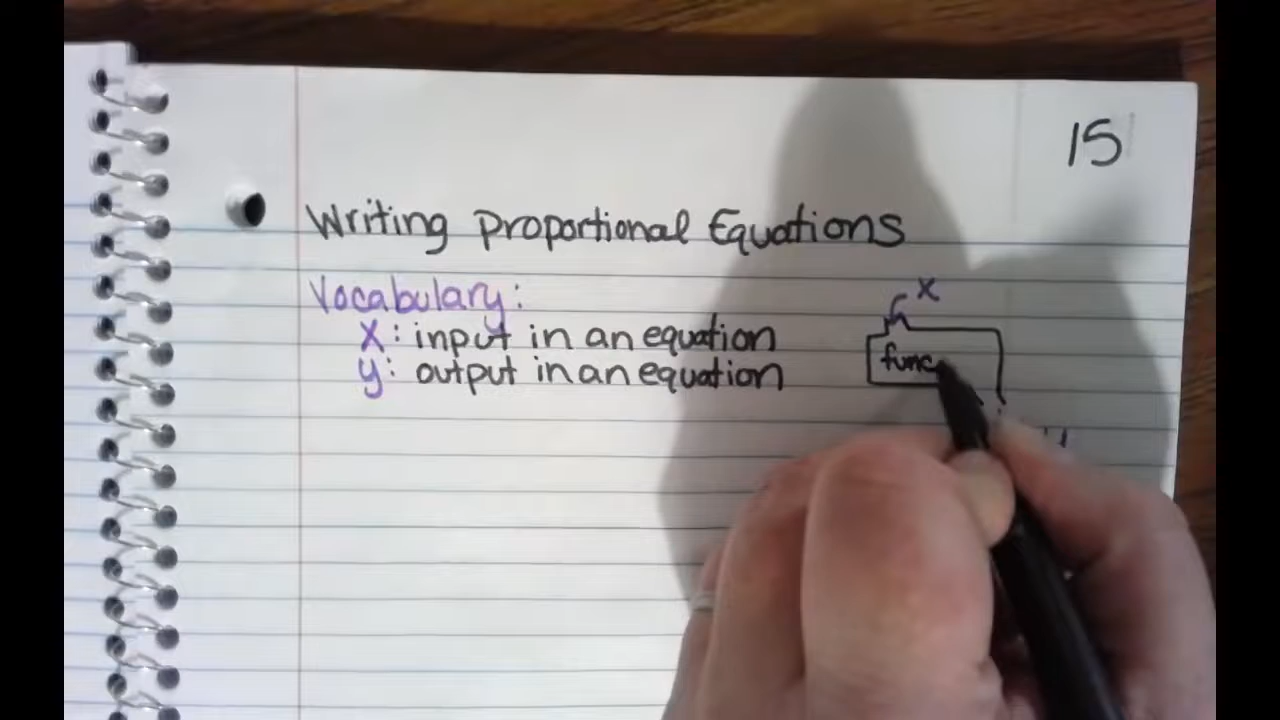 15
Writing Proportional Equations
Vocabulary:
x: input in an equation
y: output in an equation
x
func